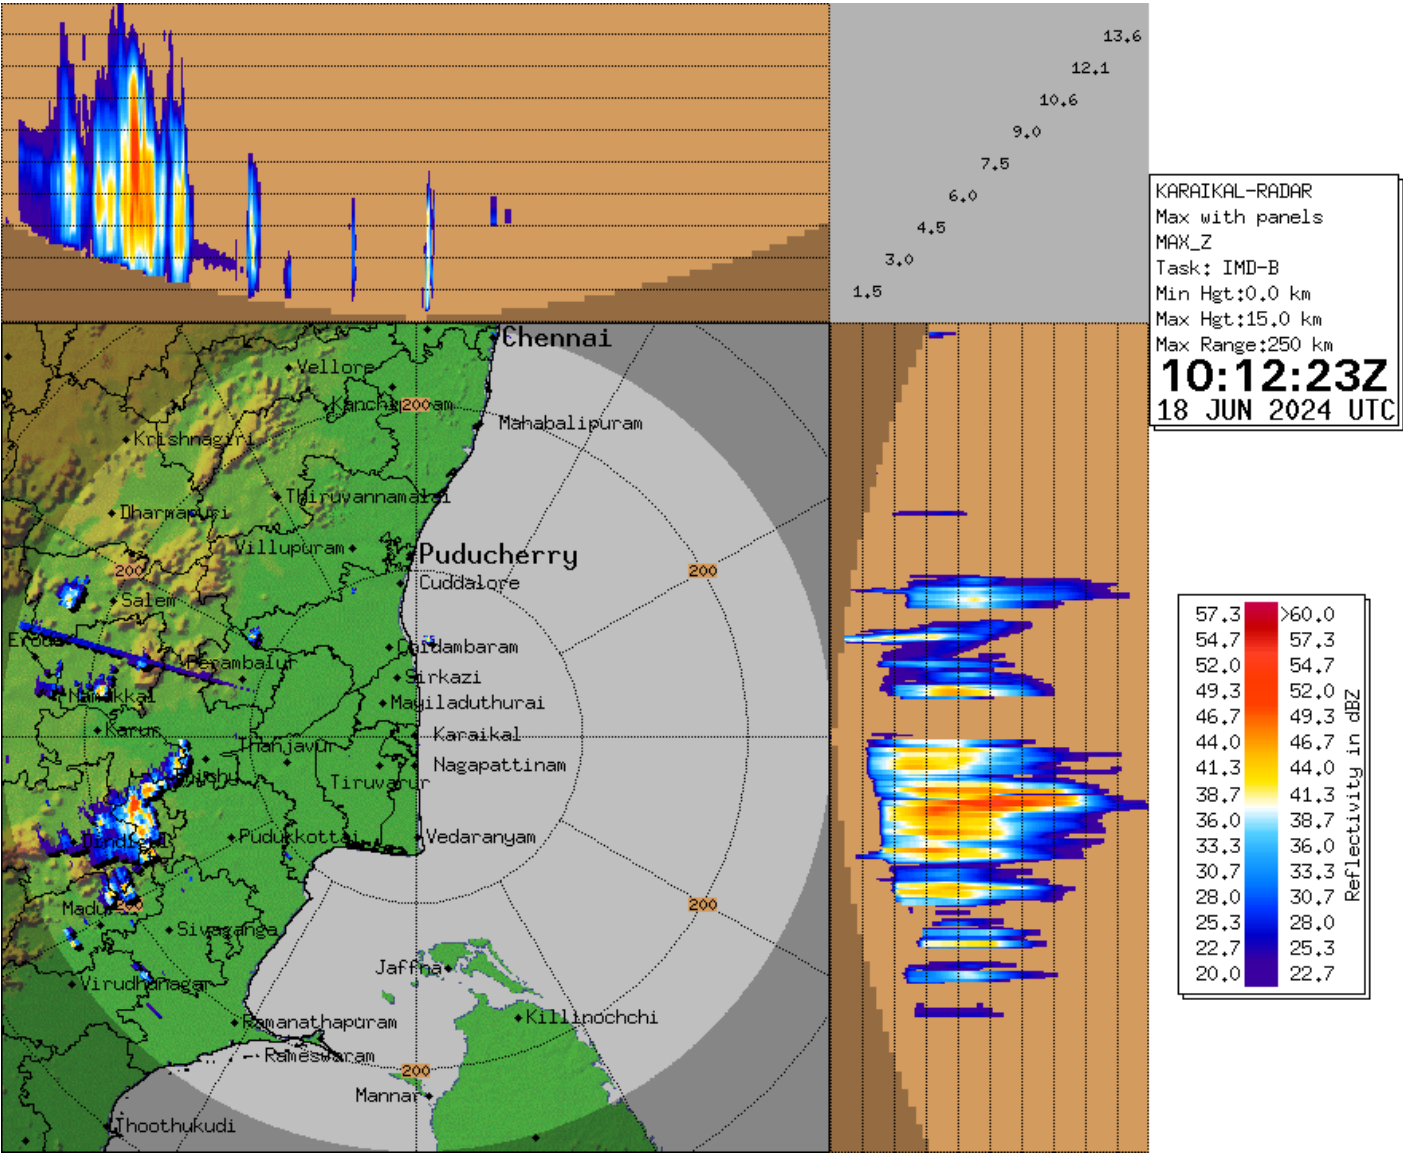 13.6
12.1
10.6
9.0
7.5
6.0
4.5
3.0
1.5
KARAIKAL-RADAR
Max with panels
MAX_Z
Task: IMD-B
Min Hgt:0.0 km
Max Hgt:15.0 km
Max Range:250 km
10:12:23Z
18 JUN 2024 UTC
Chennai
Vellore
200
Mahabalipuram
Krishnagiri
Thiruvannamalai
Dharmapuri
Villupuram
Puducherry
200
200
Cuddalore
Salem
Erode
Chidambaram
Perambalur
Sirkazi
Namakkal
Mayiladuthurai
Karur
Karaikal
Thanjavur
Nagapattinam
Trichy
Tiruvarur
Dindigul
Pudukkottai
Vedaranyam
200
200
Sivaganga
Jaffna
Virudhunagar
Ramanathapuram
Killinochchi
Rameswaram
200
Mannar
Thoothukudi
57.3 >60.0
54.7 57.3
52.0 54.7
49.3 52.0
46.7 49.3
44.0 46.7
41.3 44.0
38.7 41.3
36.0 38.7
33.3 36.0
30.7 33.3
28.0 30.7
25.3 28.0
22.7 25.3
20.0 22.7
Reflectivity in dBZ